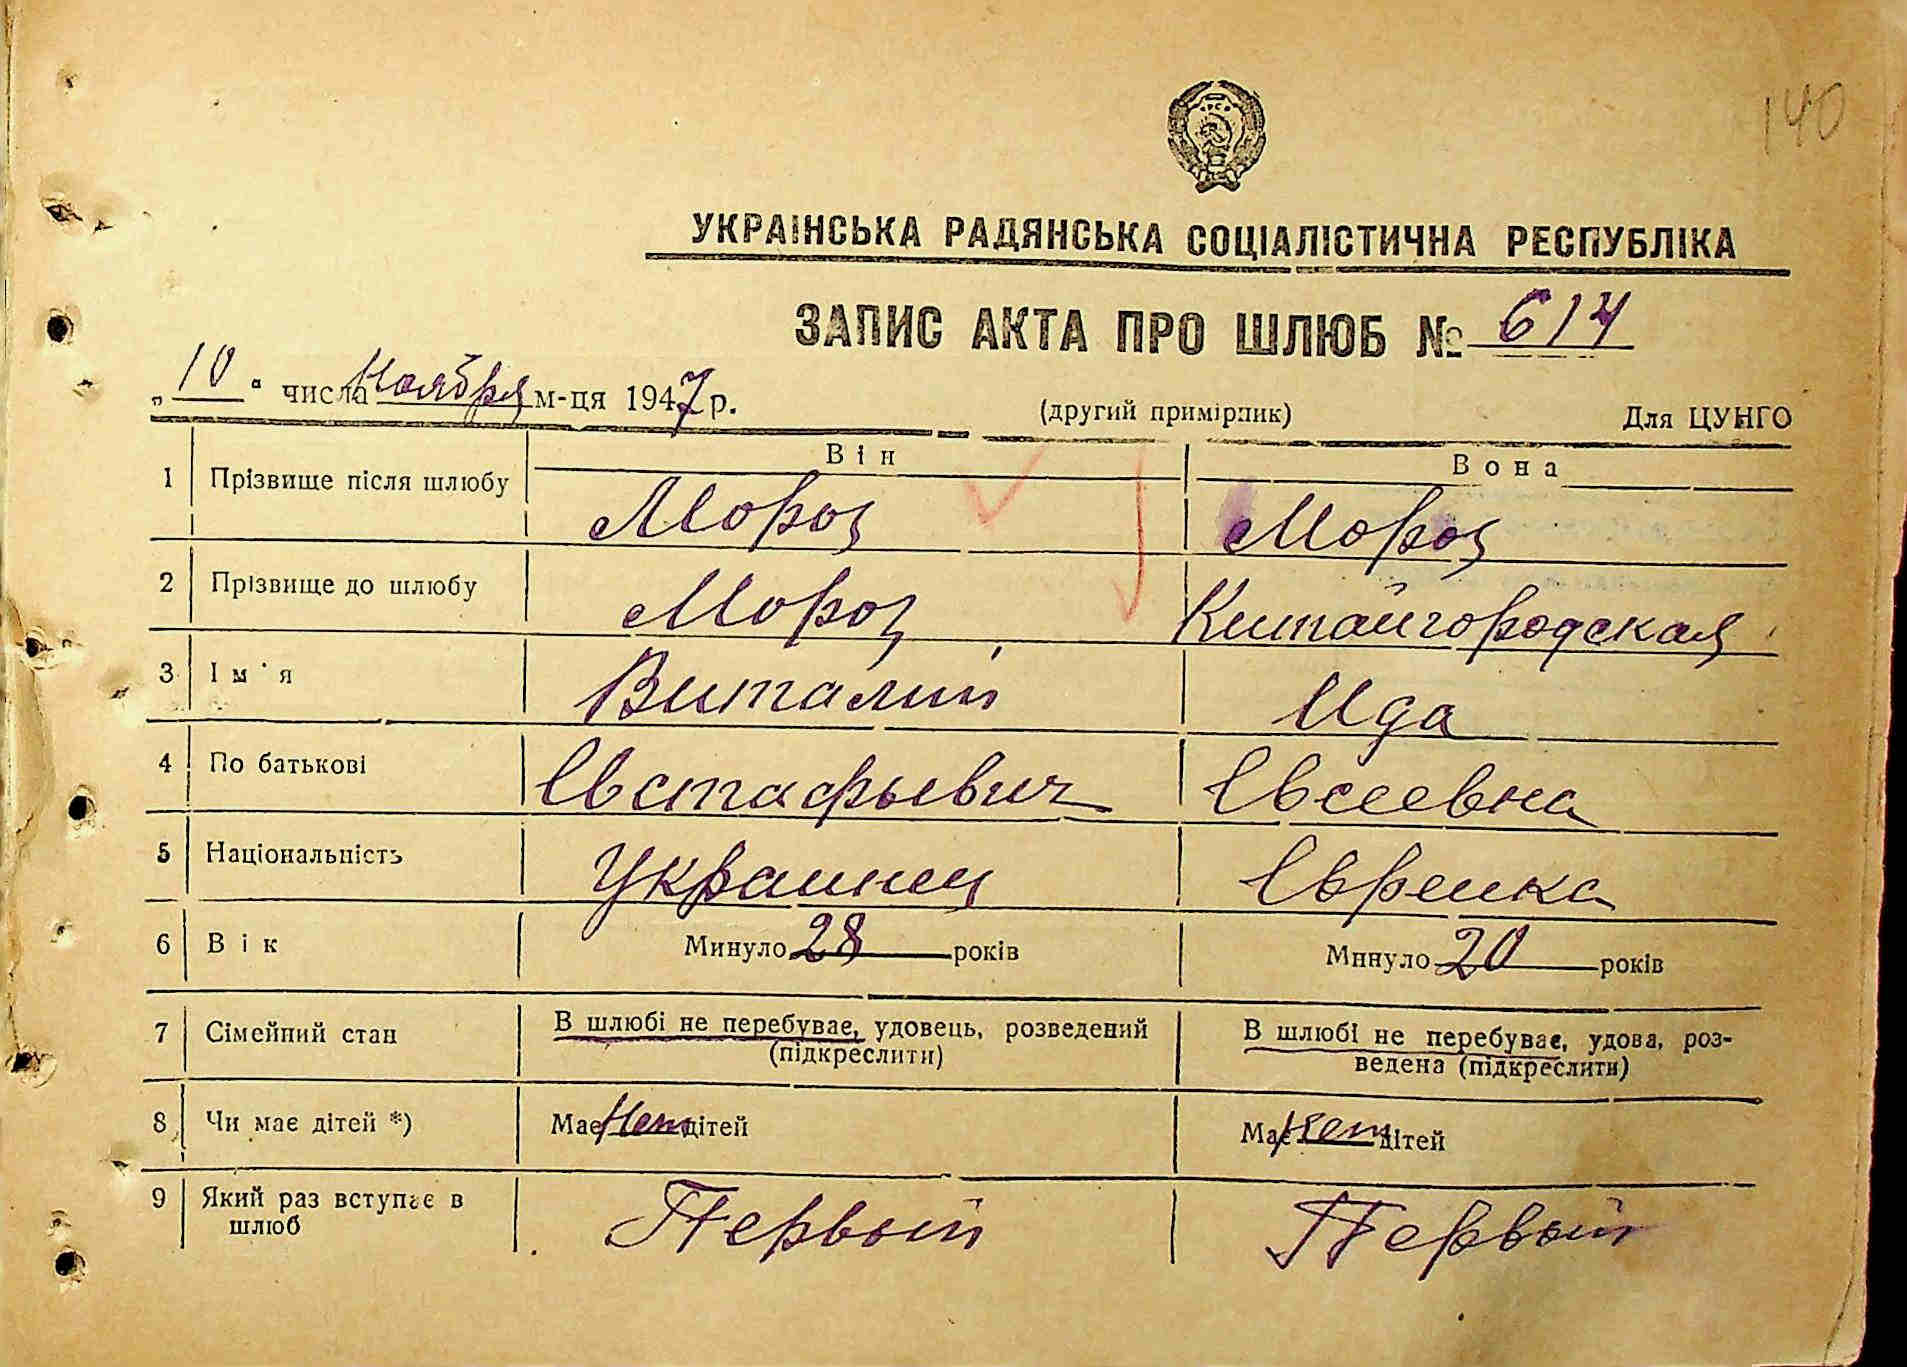 140
УКРАЇНСЬКА РАДЯНСЬКА СОЦІАЛІСТИЧНА РЕСПУБЛІКА
ЗАПИС АКТА ПРО ШЛЮБ № 614
„10" числа Ноября м-ця 1947 р.
(другий примірник) Для ЦУНГО
Він Вона
1 Прізвище після шлюбу Мороз Мороз
2 Прізвище до шлюбу Мороз Китайгородская
3 Ім'я Виталий Ида
4 По батькові Евстафьевич Евсеевна
5 Національність Украинец Еврейка
6 Вік Минуло 28 років Минуло 20 років
7 Сімейний стан В шлюбі не перебуває, удовець, розведений В шлюбі не перебуває, удова, роз-
(підкреслити) ведена (підкреслити)
8 Чи має дітей *) Має Нет дітей Має Нет дітей
9 Який раз вступає в Первый Первый
шлюб